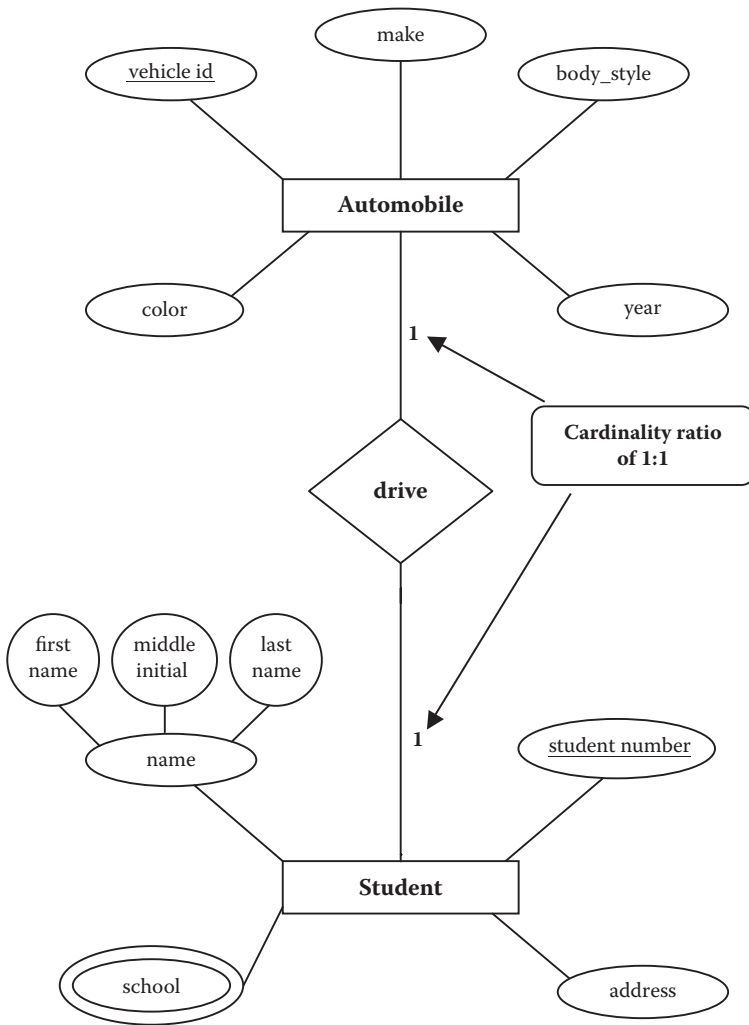 make
vehicle id
body_style
Automobile
color
year
1
Cardinality ratio
of 1:1
drive
first
name
middle
initial
last
name
1
name
student number
Student
school
address